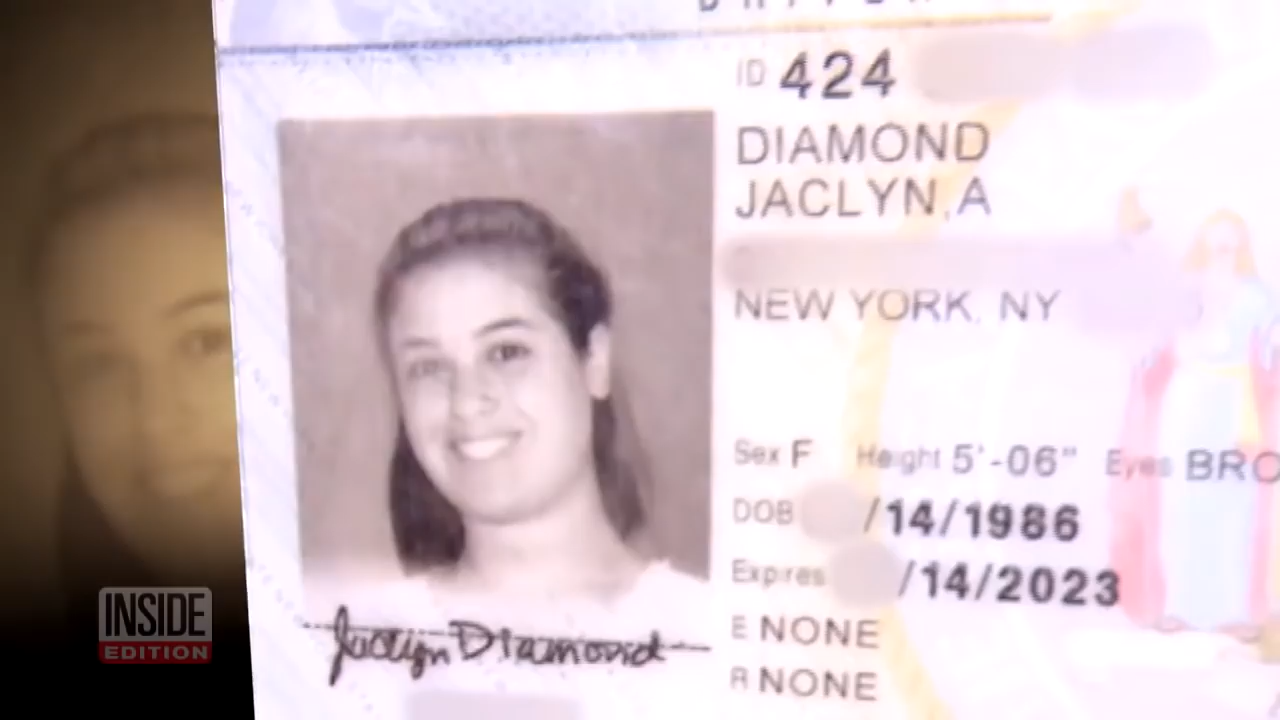 ID 424
DIAMOND
JACLYN, A
NEW YORK, NY
Sex F Height 5'-06" Eyes BRO
DOB /14/1986
Expires /14/2023
E NONE
R NONE
Jaclyn Diamond
INSIDE
EDITION